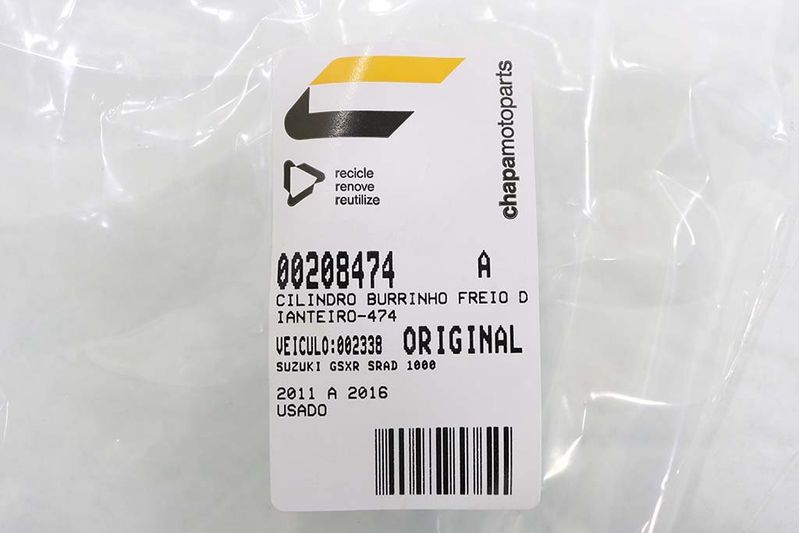 chapamotoparts
recicle
renove
reutilize
00208474 A
CILINDRO BURRINHO FREIO D
IANTEIRO-474
VEICULO:002338 ORIGINAL
SUZUKI GSXR SRAD 1000
2011 A 2016
USADO